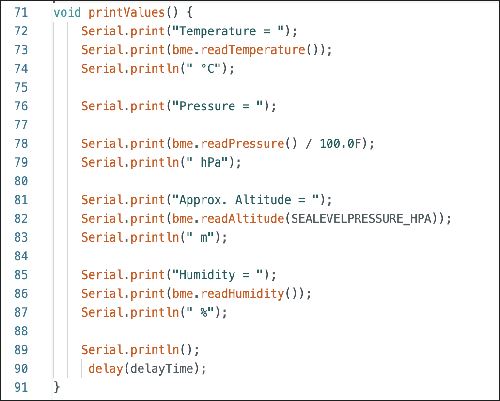 71 void printValues() {
72 Serial.print("Temperature = ");
73 Serial.print(bme.readTemperature());
74 Serial.println(" °C");
75
76 Serial.print("Pressure = ");
77
78 Serial.print(bme.readPressure() / 100.0F);
79 Serial.println(" hPa");
80
81 Serial.print("Approx. Altitude = ");
82 Serial.print(bme.readAltitude(SEALEVELPRESSURE_HPA));
83 Serial.println(" m");
84
85 Serial.print("Humidity = ");
86 Serial.print(bme.readHumidity());
87 Serial.println(" %");
88
89 Serial.println();
90 delay(delayTime);
91 }